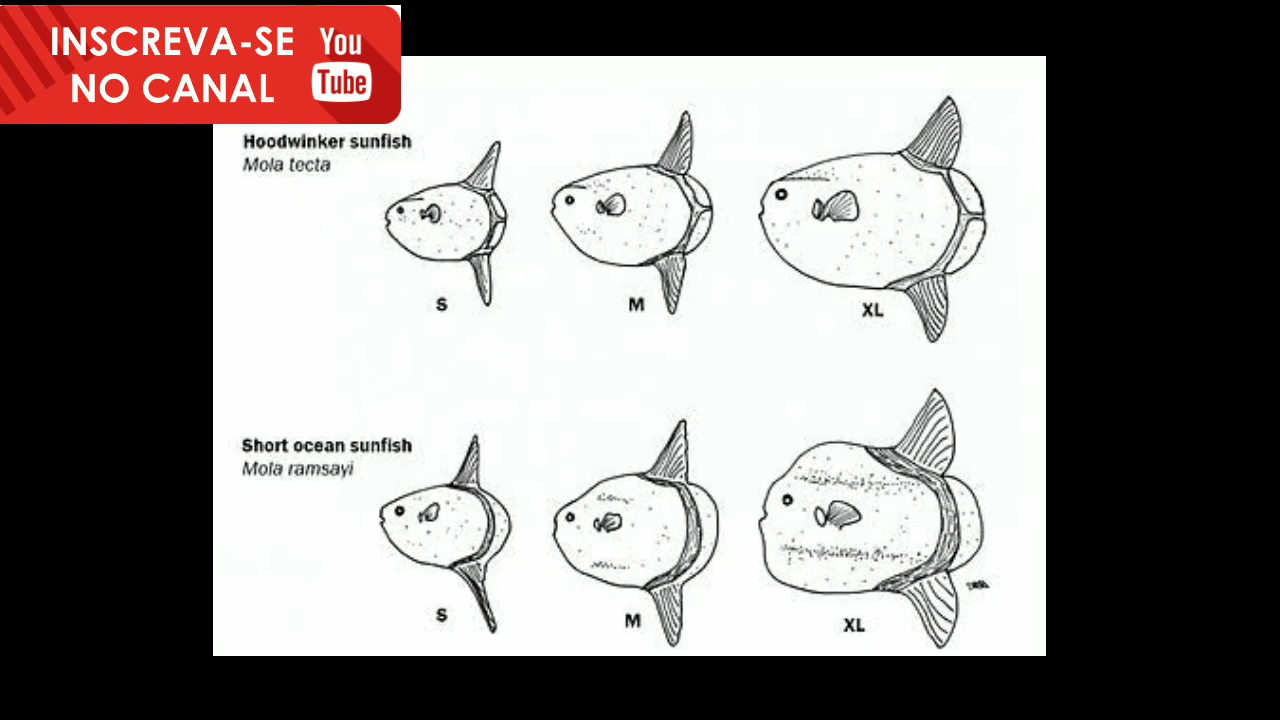 INSCREVA-SE
NO CANAL
You
Tube
Hoodwinker sunfish
Mola tecta
S
M
XL
Short ocean sunfish
Mola ramsayi
S
M
XL